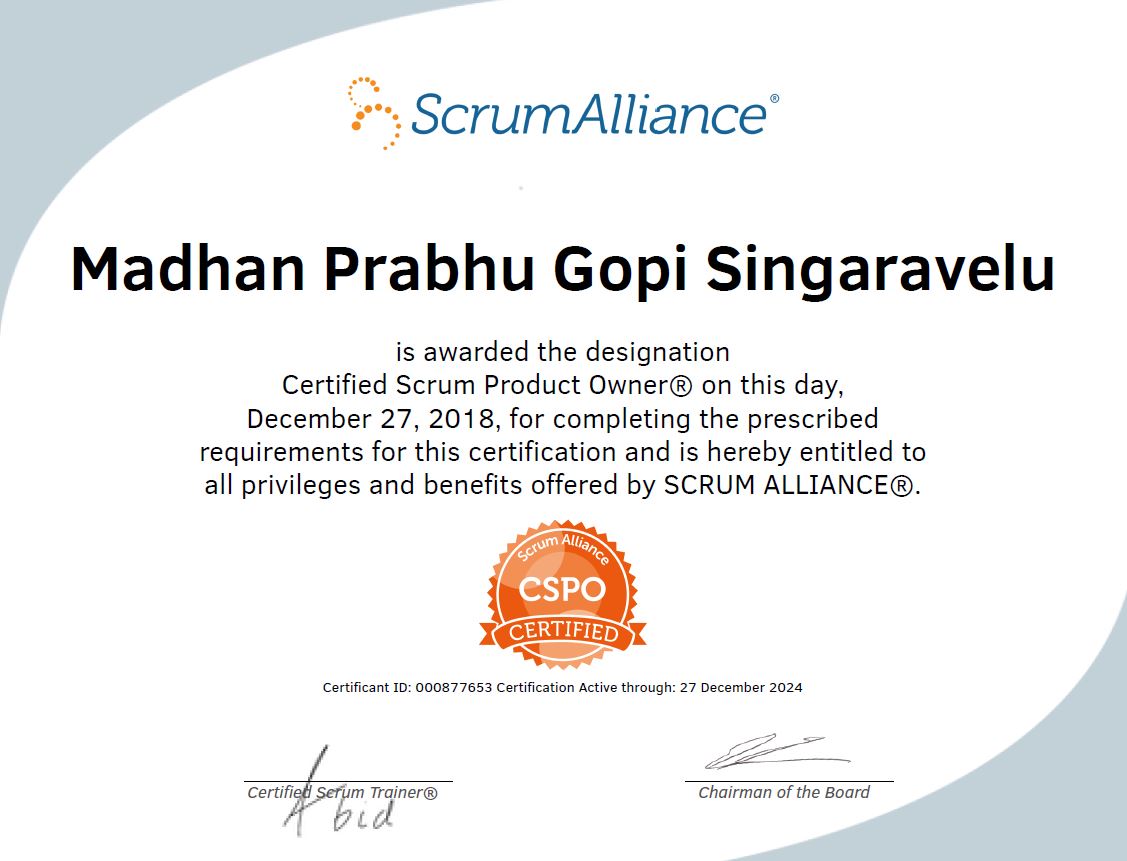 ScrumAlliance®
Madhan Prabhu Gopi Singaravelu
is awarded the designation
Certified Scrum Product Owner® on this day,
December 27, 2018, for completing the prescribed
requirements for this certification and is hereby entitled to
all privileges and benefits offered by SCRUM ALLIANCE®.
Scrum Alliance
CSPO
CERTIFIED
Certificant ID: 000877653 Certification Active through: 27 December 2024
Certified Scrum Trainer®
Abid
Chairman of the Board